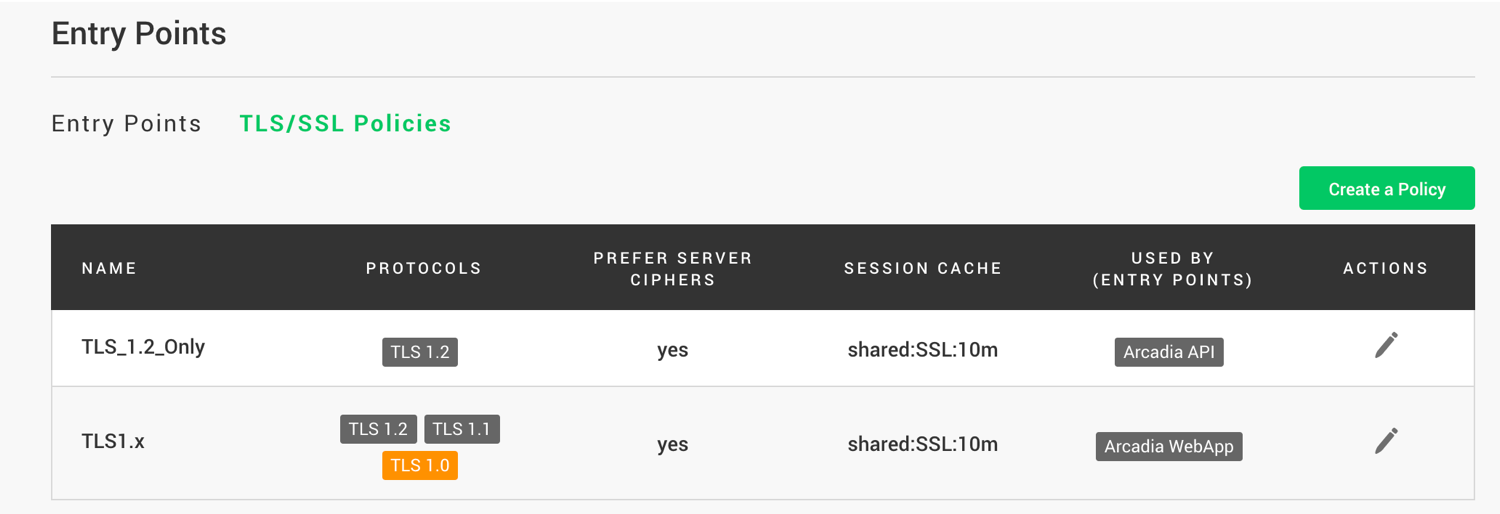 Entry Points
Entry Points TLS/SSL Policies
Create a Policy
NAME PROTOCOLS PREFER SERVER CIPHERS SESSION CACHE USED BY (ENTRY POINTS) ACTIONS
TLS_1.2_Only TLS 1.2 yes shared:SSL:10m Arcadia API
TLS1.x TLS 1.2 TLS 1.1 TLS 1.0 yes shared:SSL:10m Arcadia WebApp